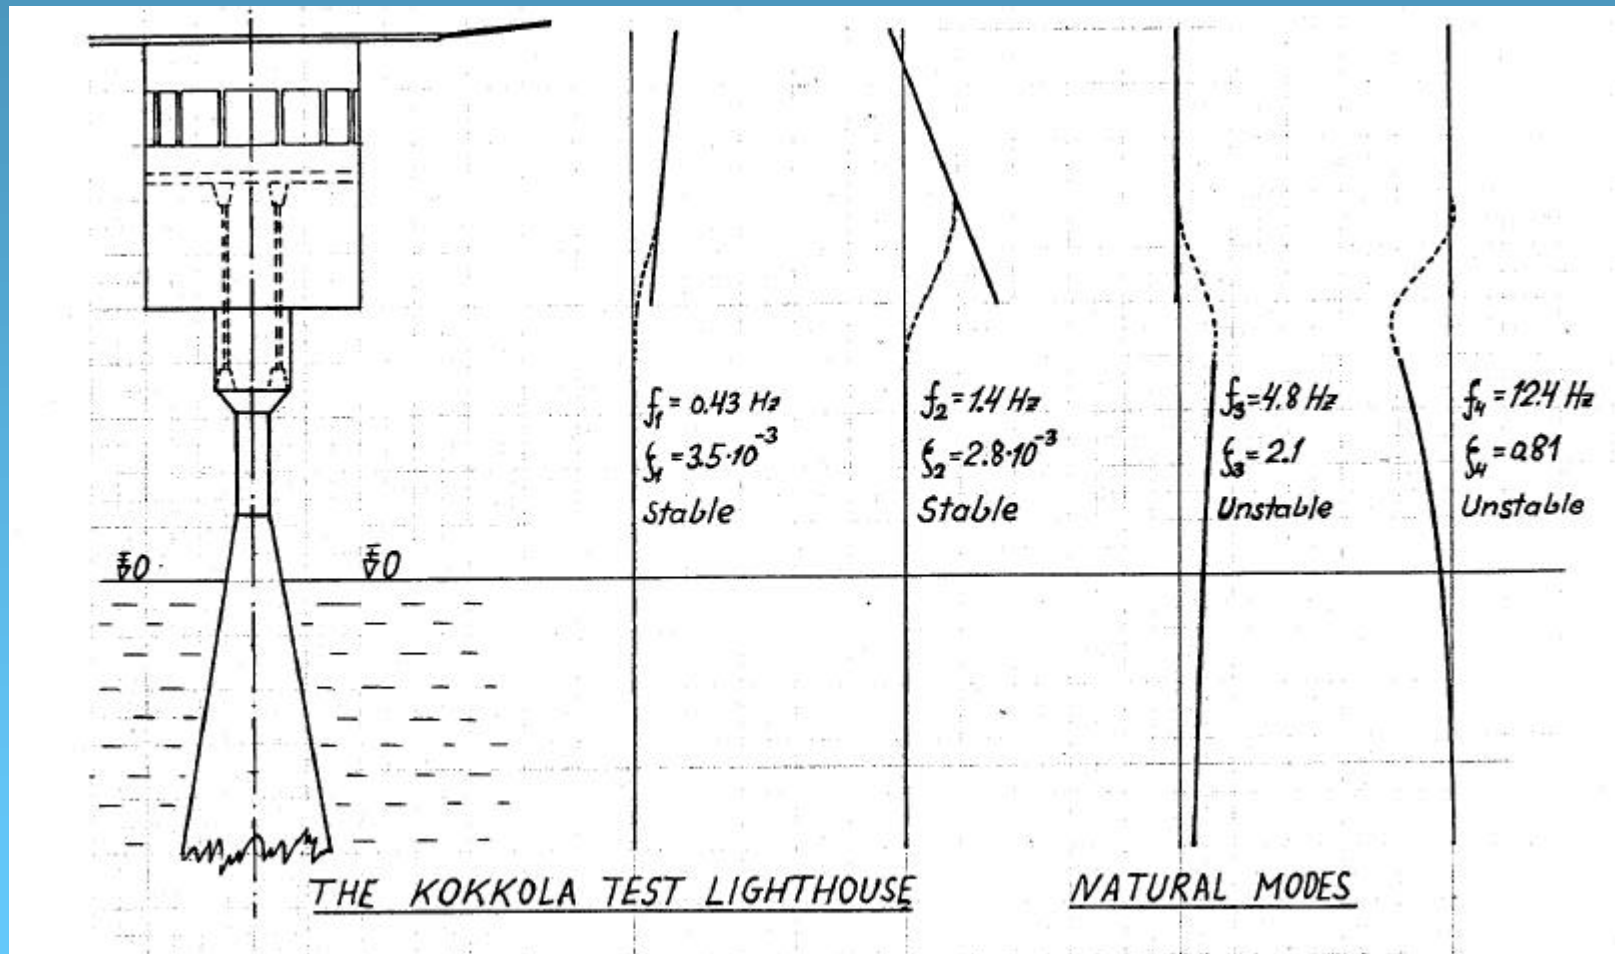 f₁ = 0.43 Hz
ξ₁ = 3.5·10⁻³
Stable
f₂ = 1.4 Hz
ξ₂ = 2.8·10⁻³
Stable
f₃ = 4.8 Hz
ξ₃ = 2.1
Unstable
f₄ = 12.4 Hz
ξ₄ = 0.81
Unstable
0
0
THE KOKKOLA TEST LIGHTHOUSE
NATURAL MODES